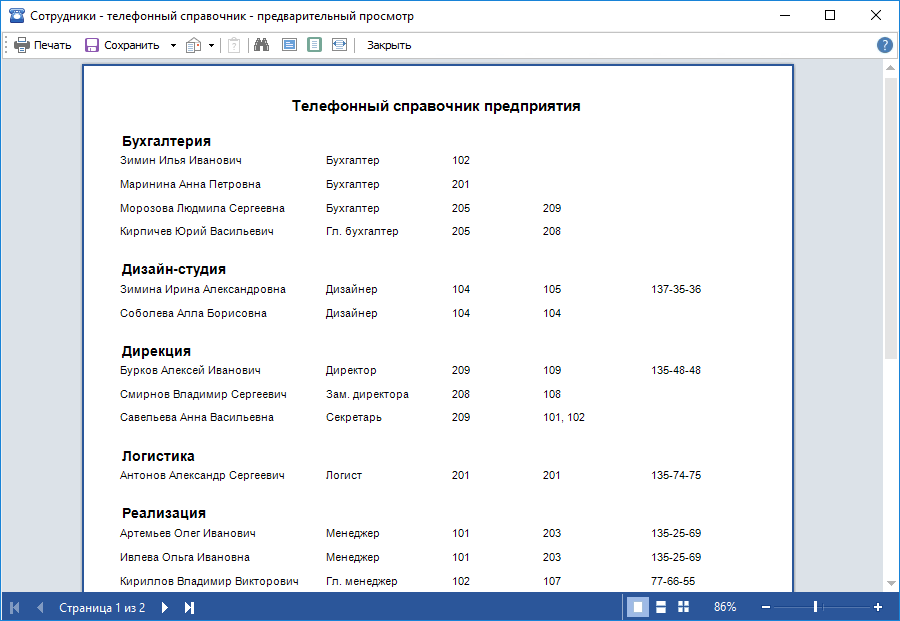 Сотрудники - телефонный справочник - предварительный просмотр
Печать Сохранить Закрыть ?
Телефонный справочник предприятия
Бухгалтерия
Зимин Илья Иванович Бухгалтер 102
Маринина Анна Петровна Бухгалтер 201
Морозова Людмила Сергеевна Бухгалтер 205 209
Кирпичев Юрий Васильевич Гл. бухгалтер 205 208
Дизайн-студия
Зимина Ирина Александровна Дизайнер 104 105 137-35-36
Соболева Алла Борисовна Дизайнер 104 104
Дирекция
Бурков Алексей Иванович Директор 209 109 135-48-48
Смирнов Владимир Сергеевич Зам. директора 208 108
Савельева Анна Васильевна Секретарь 209 101, 102
Логистика
Антонов Александр Сергеевич Логист 201 201 135-74-75
Реализация
Артемьев Олег Иванович Менеджер 101 203 135-25-69
Ивлева Ольга Ивановна Менеджер 101 203 135-25-69
Кириллов Владимир Викторович Гл. менеджер 102 107 77-66-55
Страница 1 из 2 86%